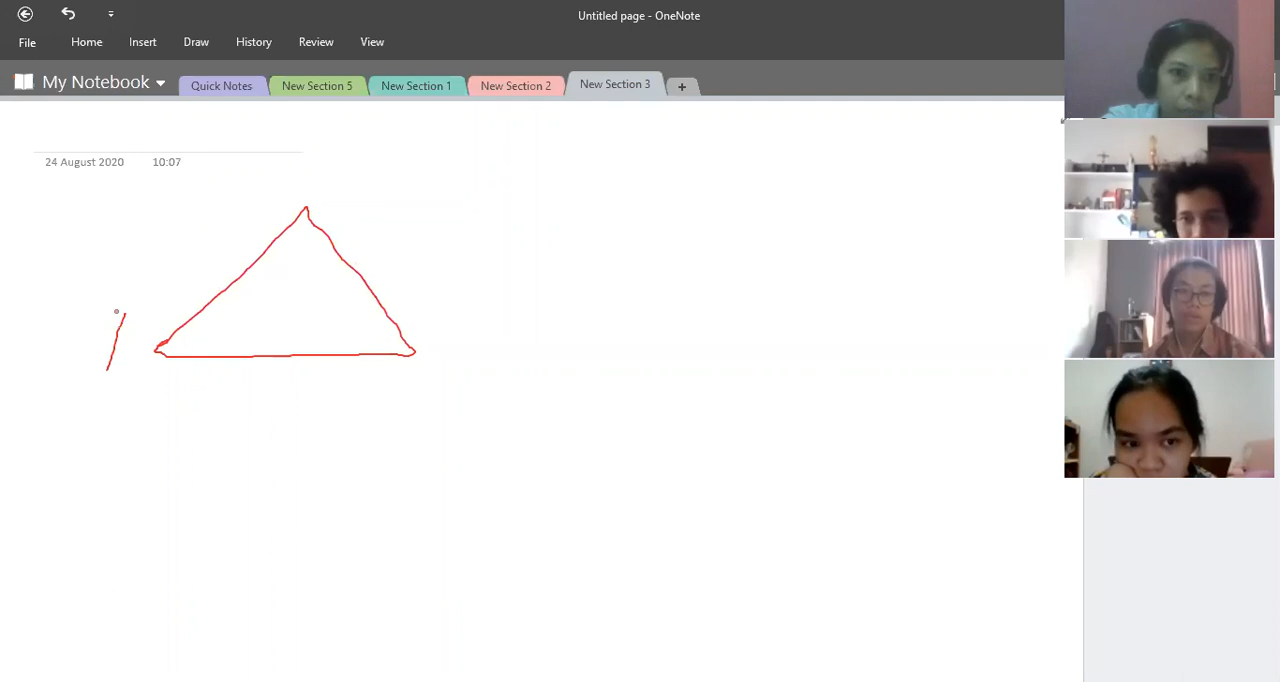 Untitled page - OneNote
File Home Insert Draw History Review View
My Notebook Quick Notes New Section 5 New Section 1 New Section 2 New Section 3 +
24 August 2020 10:07